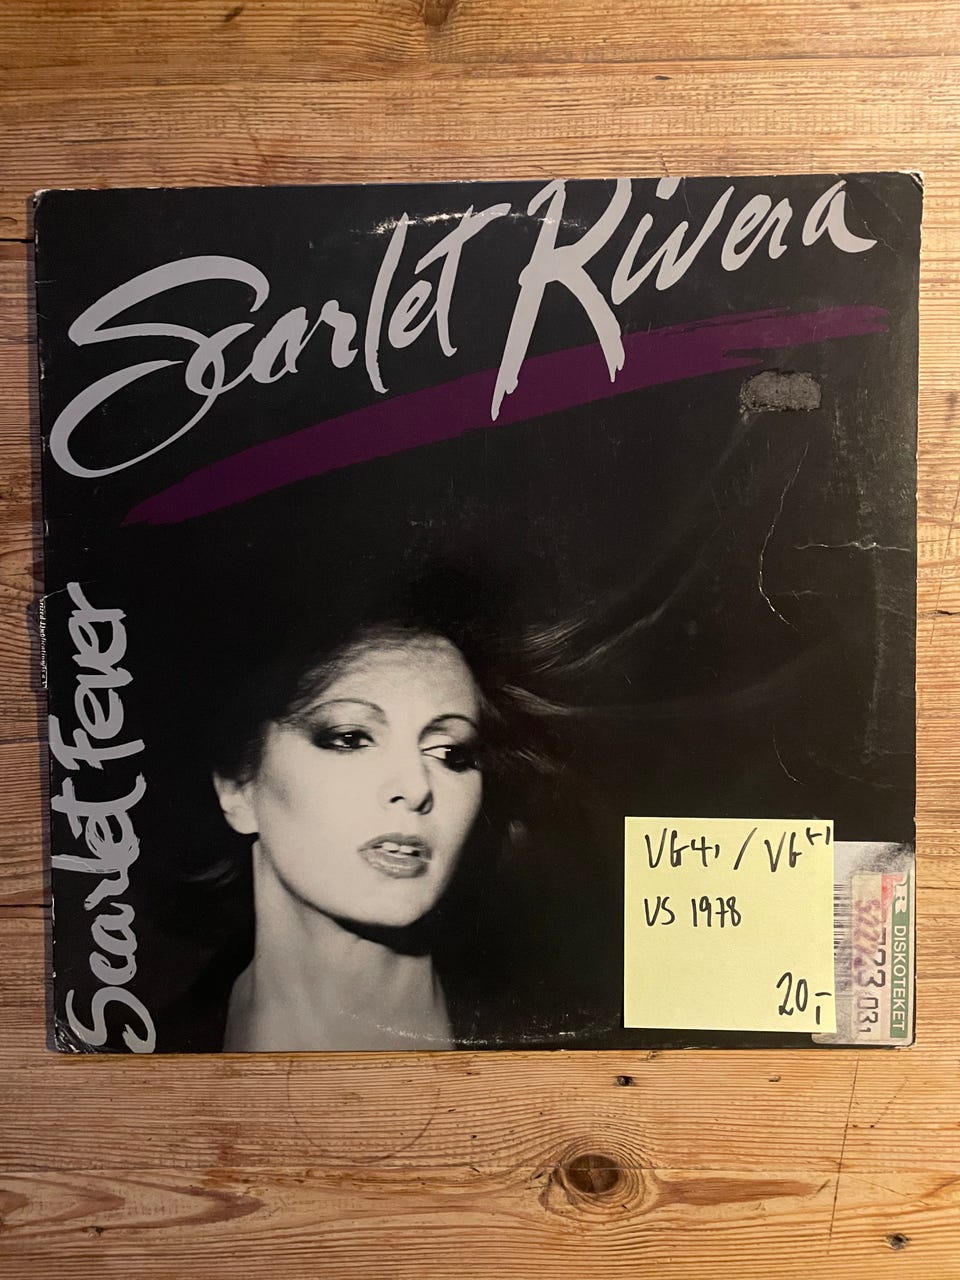 Scarlet Rivera
Scarlet Fever
VG+, / VG+,
US 1978
20,-
DISKOTEKET